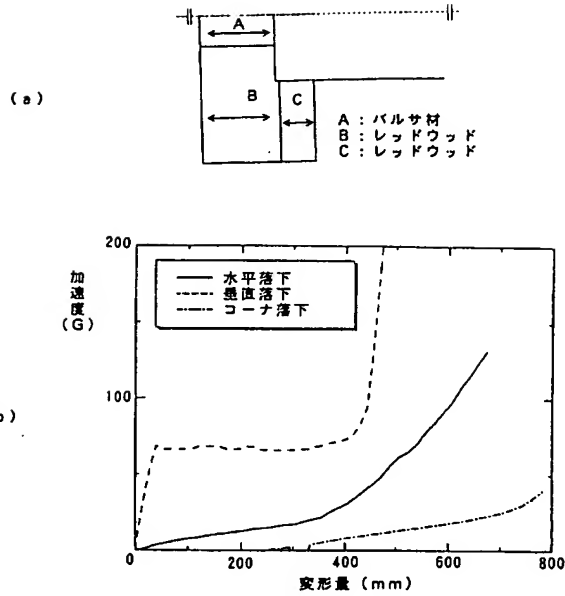 (a)
A
B
C
A：バルサ材
B：レッドウッド
C：レッドウッド
)
200
100
0
加速度
(G)
水平落下
垂直落下
コーナ落下
0
200
400
600
800
変形量 (mm)